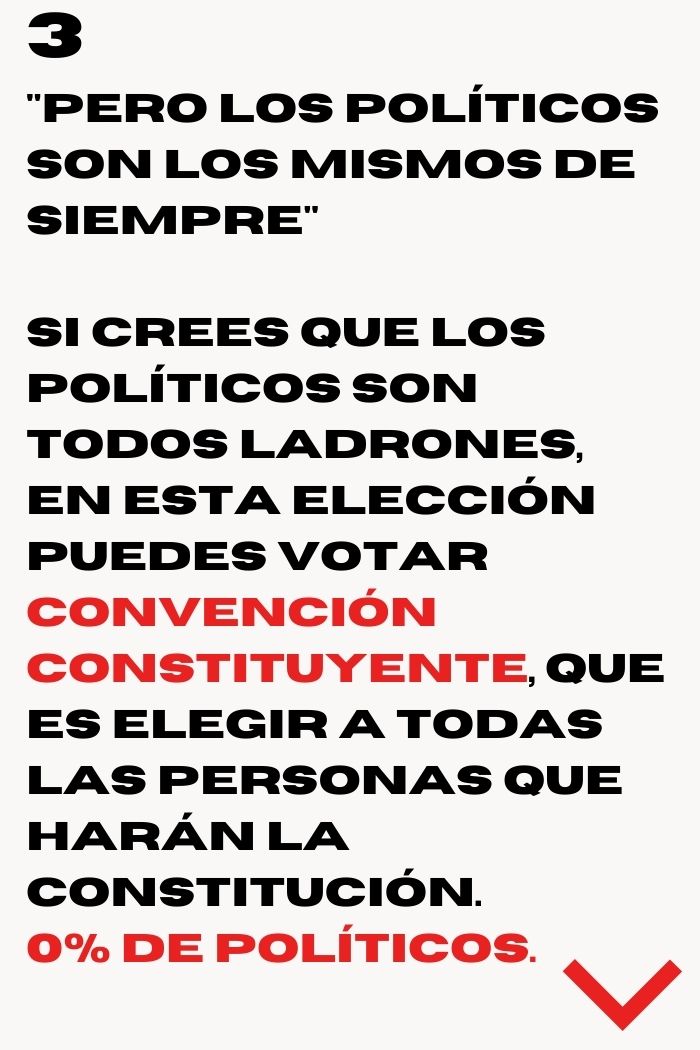 3
"PERO LOS POLÍTICOS
SON LOS MISMOS DE
SIEMPRE"
SI CREES QUE LOS
POLÍTICOS SON
TODOS LADRONES,
EN ESTA ELECCIÓN
PUEDES VOTAR
CONVENCIÓN
CONSTITUYENTE, QUE
ES ELEGIR A TODAS
LAS PERSONAS QUE
HARÁN LA
CONSTITUCIÓN.
0% DE POLÍTICOS.